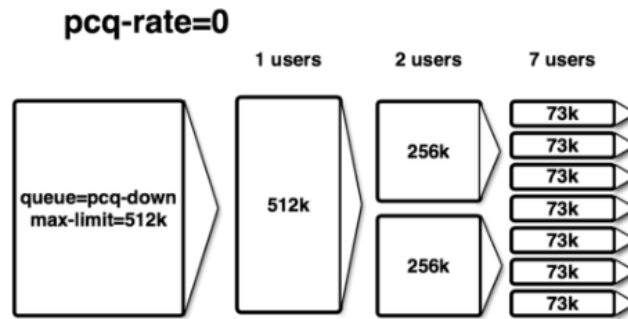 pcq-rate=0
1 users
2 users
7 users
queue=pcq-down
max-limit=512k
512k
256k
256k
73k
73k
73k
73k
73k
73k
73k